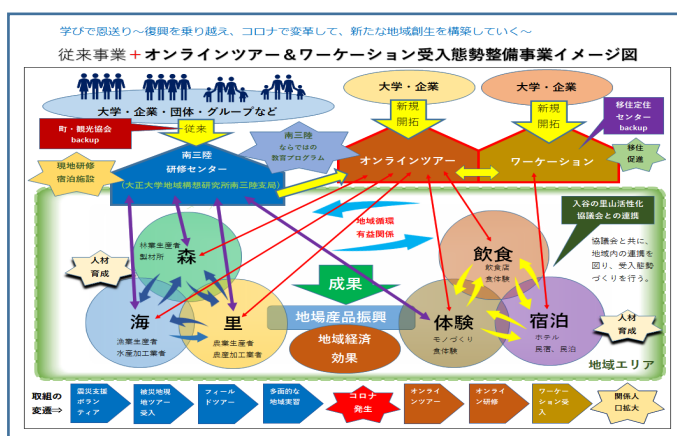 学びで恩送り～復興を乗り越え、コロナで変革して、新たな地域創生を構築していく～
従来事業＋オンラインツアー＆ワーケーション受入態勢整備事業イメージ図
大学・企業・団体・グループなど
大学・企業
大学・企業
移住定住
センター
backup
町・観光協会
backup
従来
新規
開拓
新規
開拓
南三陸
ならではの
教育プログラム
移住
促進
現地研修
宿泊施設
南三陸
研修センター
(大正大学地域構想研究所南三陸支局)
オンラインツアー
ワーケーション
入谷の里山活性化
協議会との連携
協議会と共に、
地域内の連携を
図り、受入態勢
づくりを行う。
地域循環
有益関係
林業生産者
製材所
森
飲食
飲食店
食体験
人材
育成
成果
海
漁業生産者
水産加工業者
里
農業生産者
農産加工業者
地場産品振興
地域経済
効果
体験
モノづくり
食体験
宿泊
ホテル
民宿、民泊
人材
育成
地域エリア
取組の
変遷⇒
震災支援
ボラン
ティア
被災地現
地ツアー
受入
フィール
ドツアー
多面的な
地域実習
コロナ
発生
オンライ
ンツアー
オンライ
ン研修
ワーケー
ション受
入
関係人
口拡大